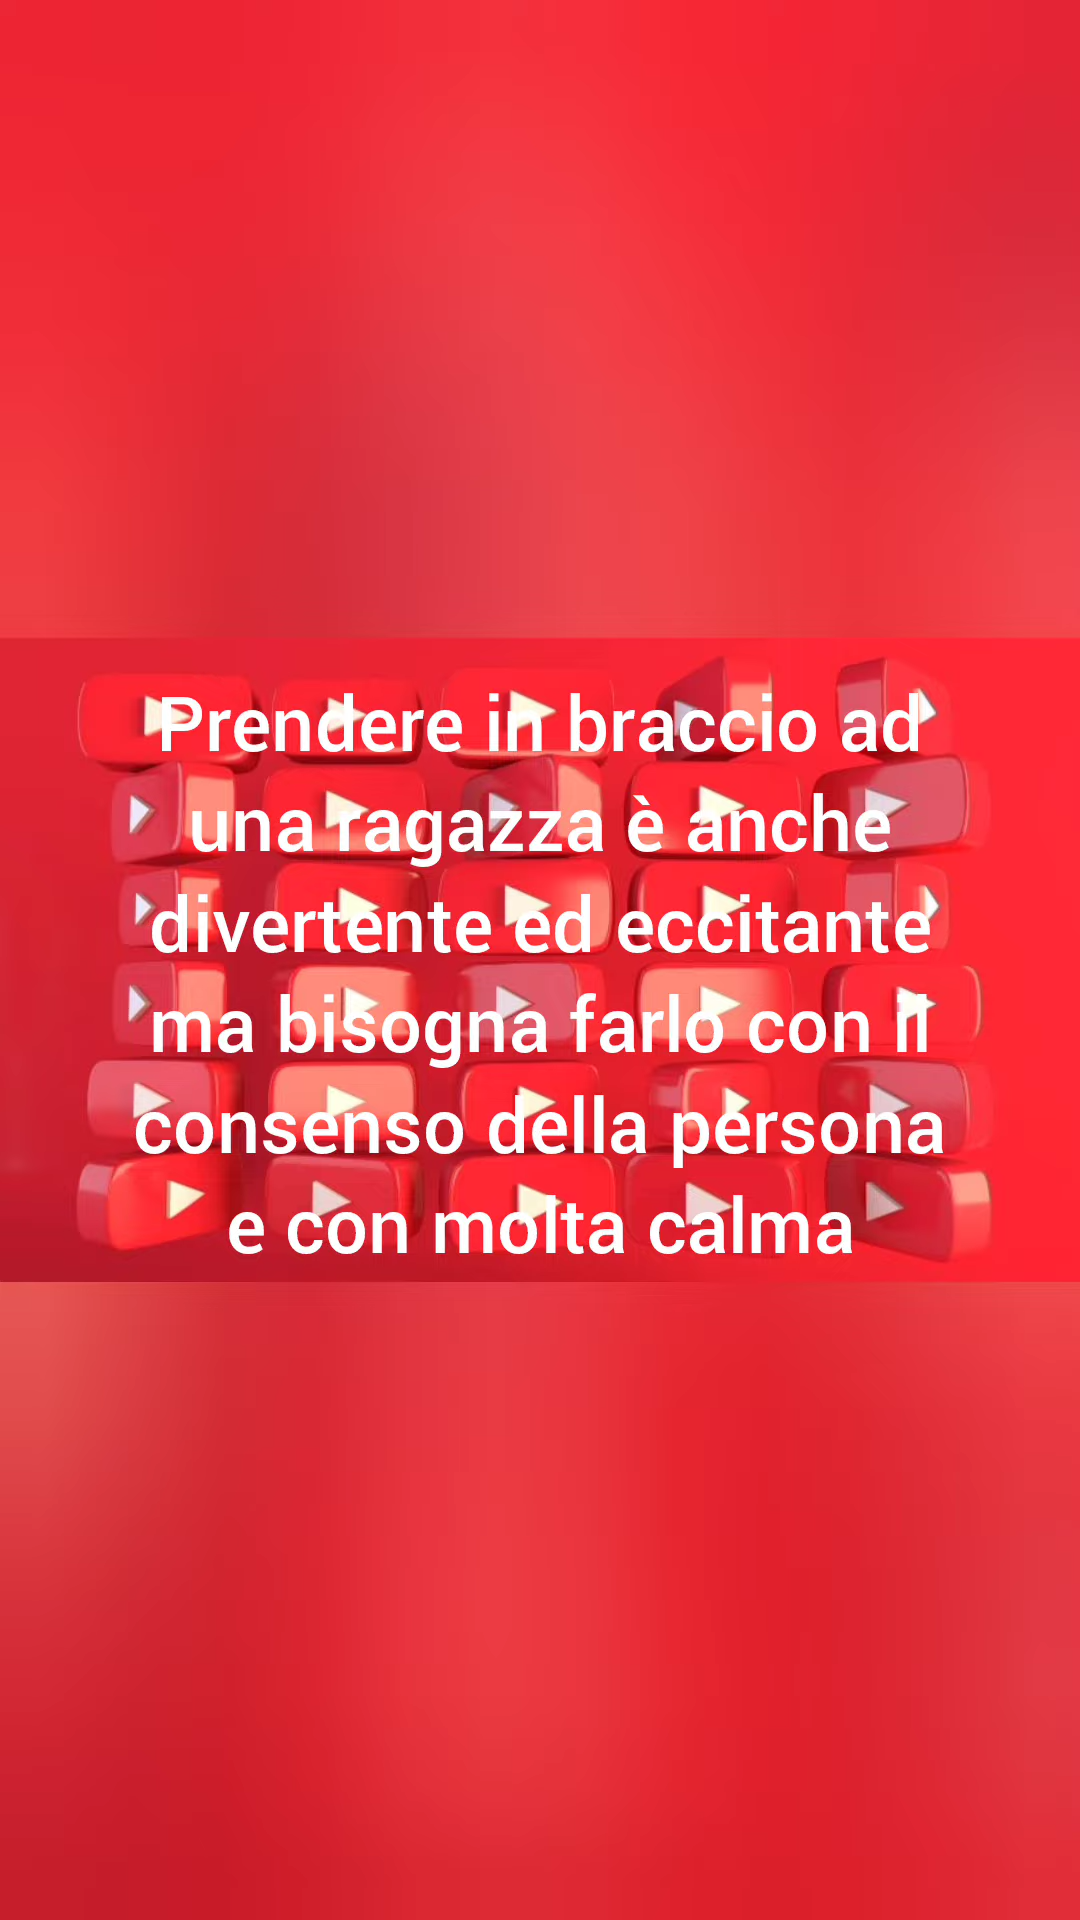 Prendere in braccio ad
una ragazza è anche
divertente ed eccitante
ma bisogna farlo con il
consenso della persona
e con molta calma